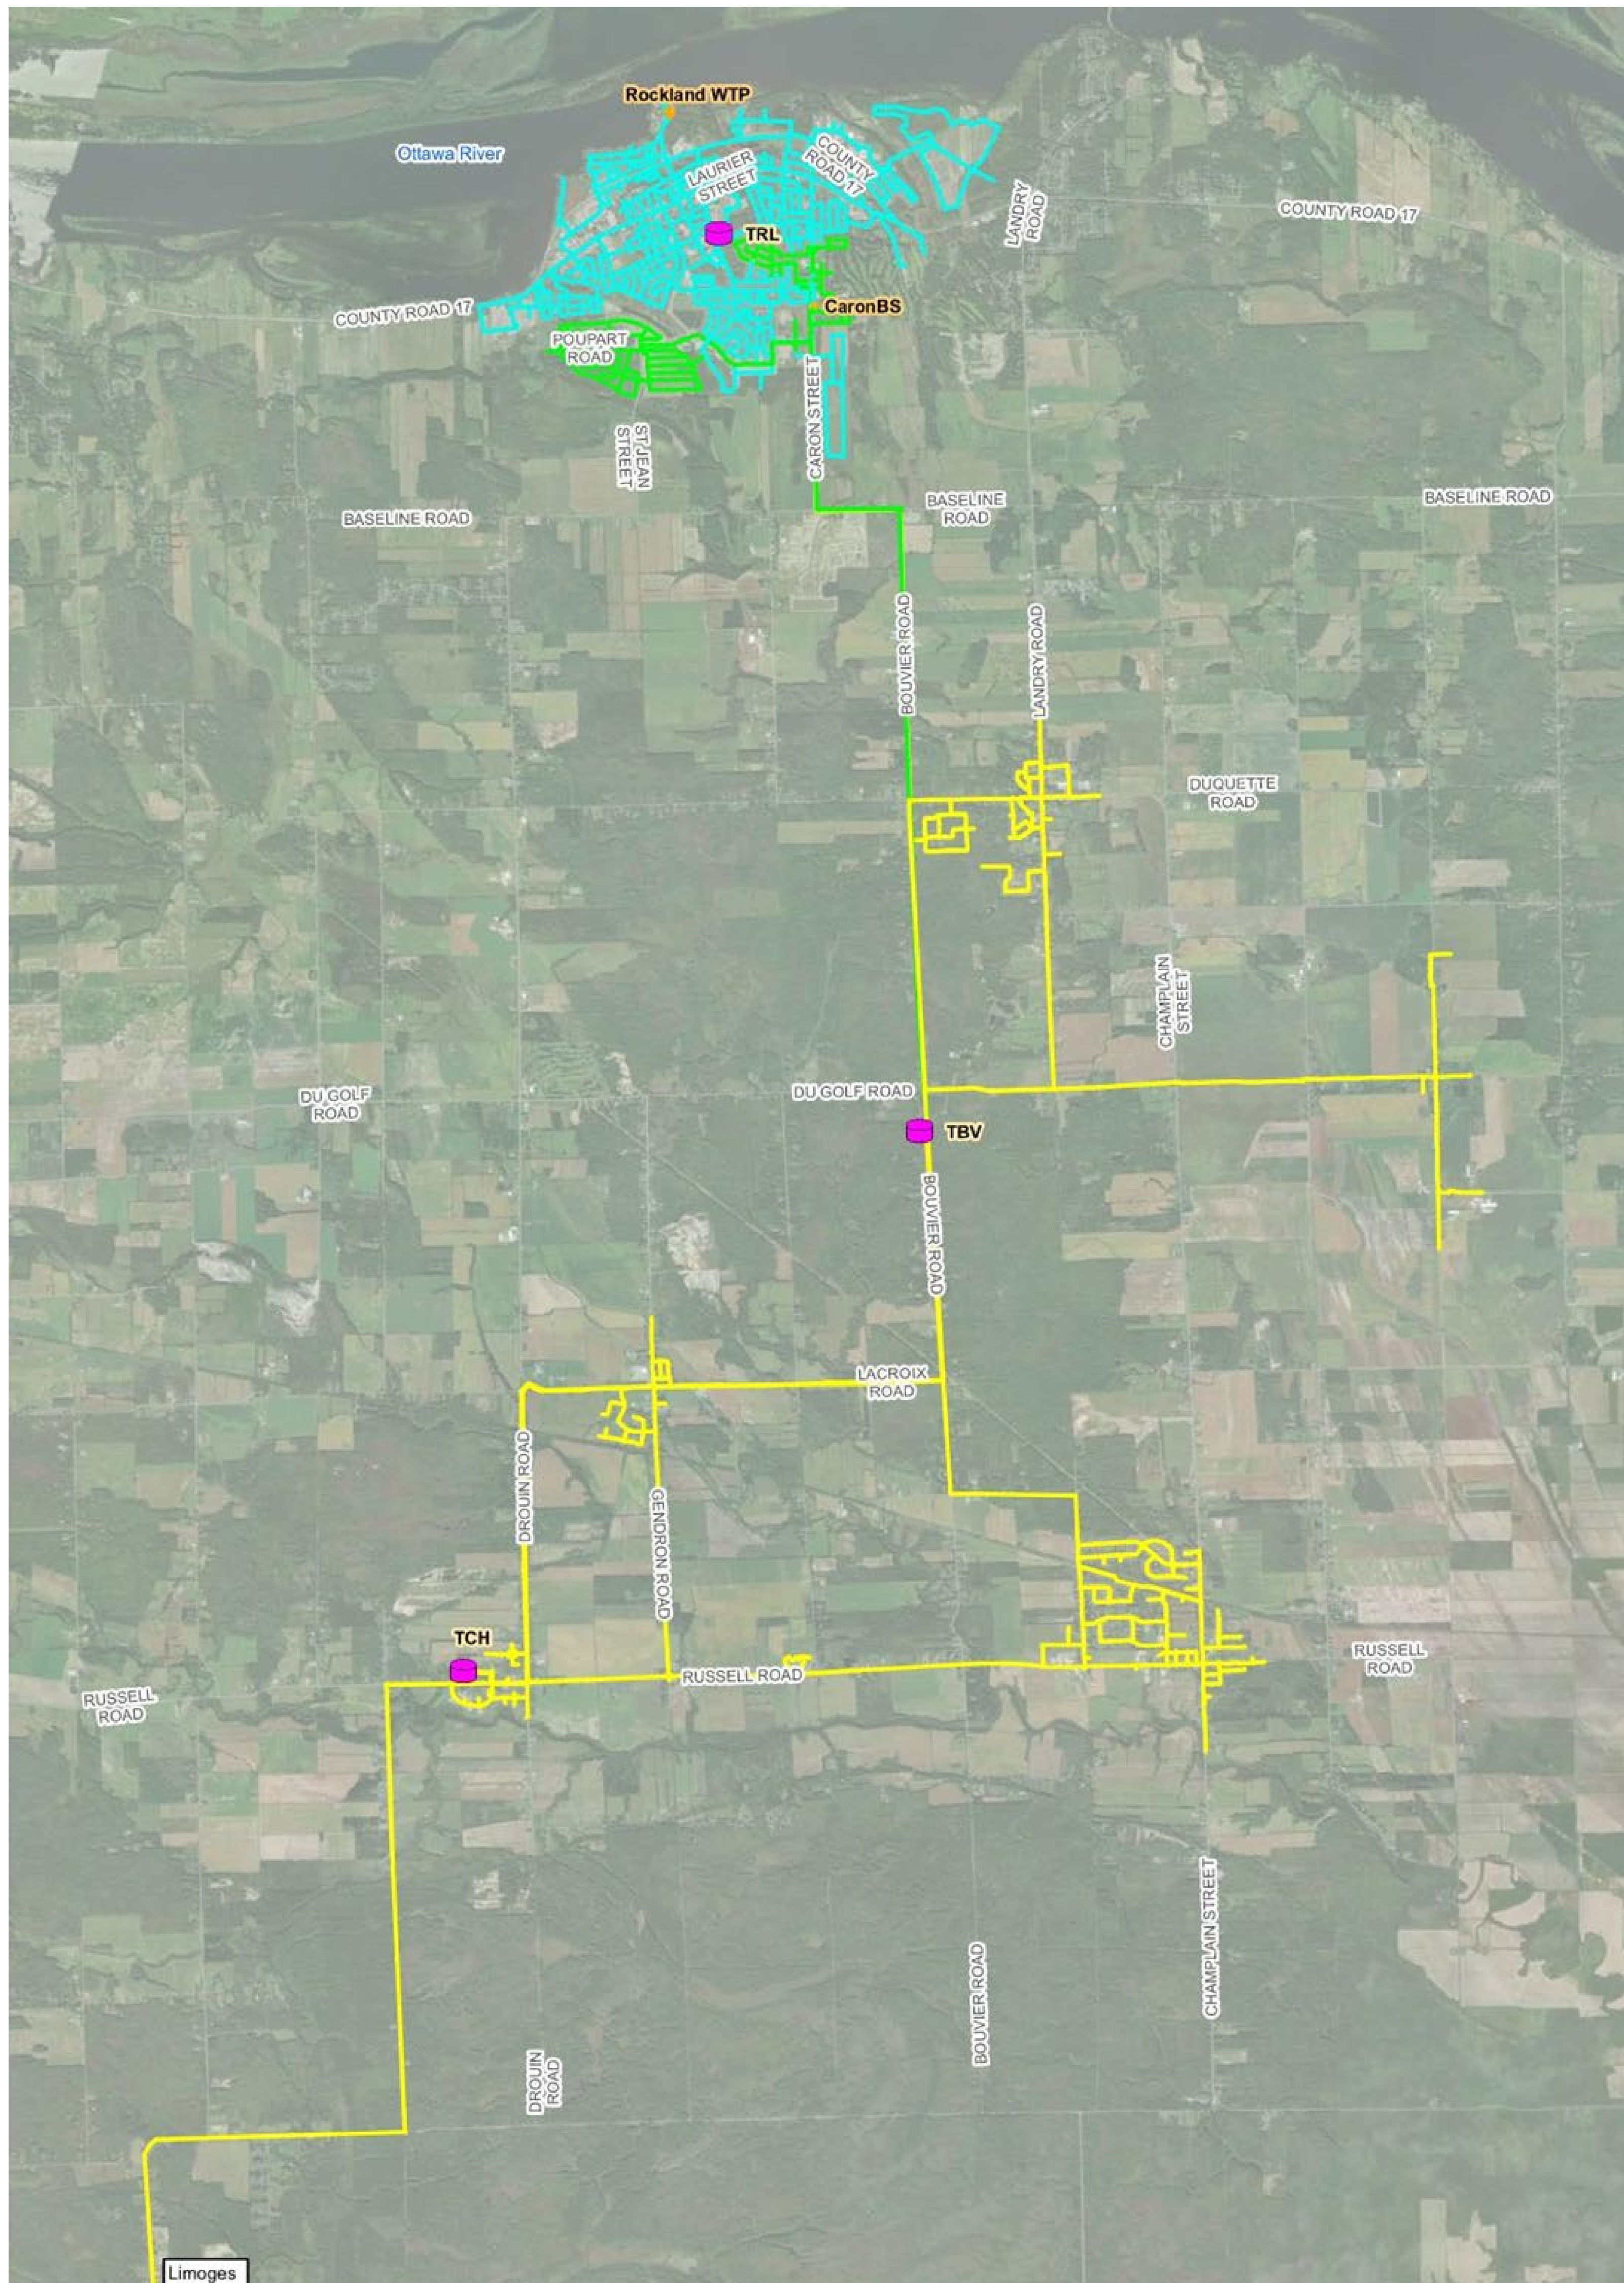 Rockland WTP
Ottawa River
LAURIER
STREET
COUNTY
ROAD 17
LANDRY
ROAD
COUNTY ROAD 17
TRL
CaronBS
COUNTY ROAD 17
POUPART
ROAD
CARON STREET
ST JEAN
STREET
BASELINE ROAD
BASELINE
ROAD
BASELINE ROAD
BOUVIER ROAD
LANDRY ROAD
DUQUETTE
ROAD
CHAMPLAIN
STREET
DU GOLF
ROAD
DU GOLF ROAD
TBV
BOUVIER ROAD
LACROIX
ROAD
DROUIN ROAD
GENDRON ROAD
TCH
RUSSELL ROAD
RUSSELL
ROAD
RUSSELL
ROAD
CHAMPLAIN STREET
BOUVIER ROAD
DROUIN
ROAD
Limoges